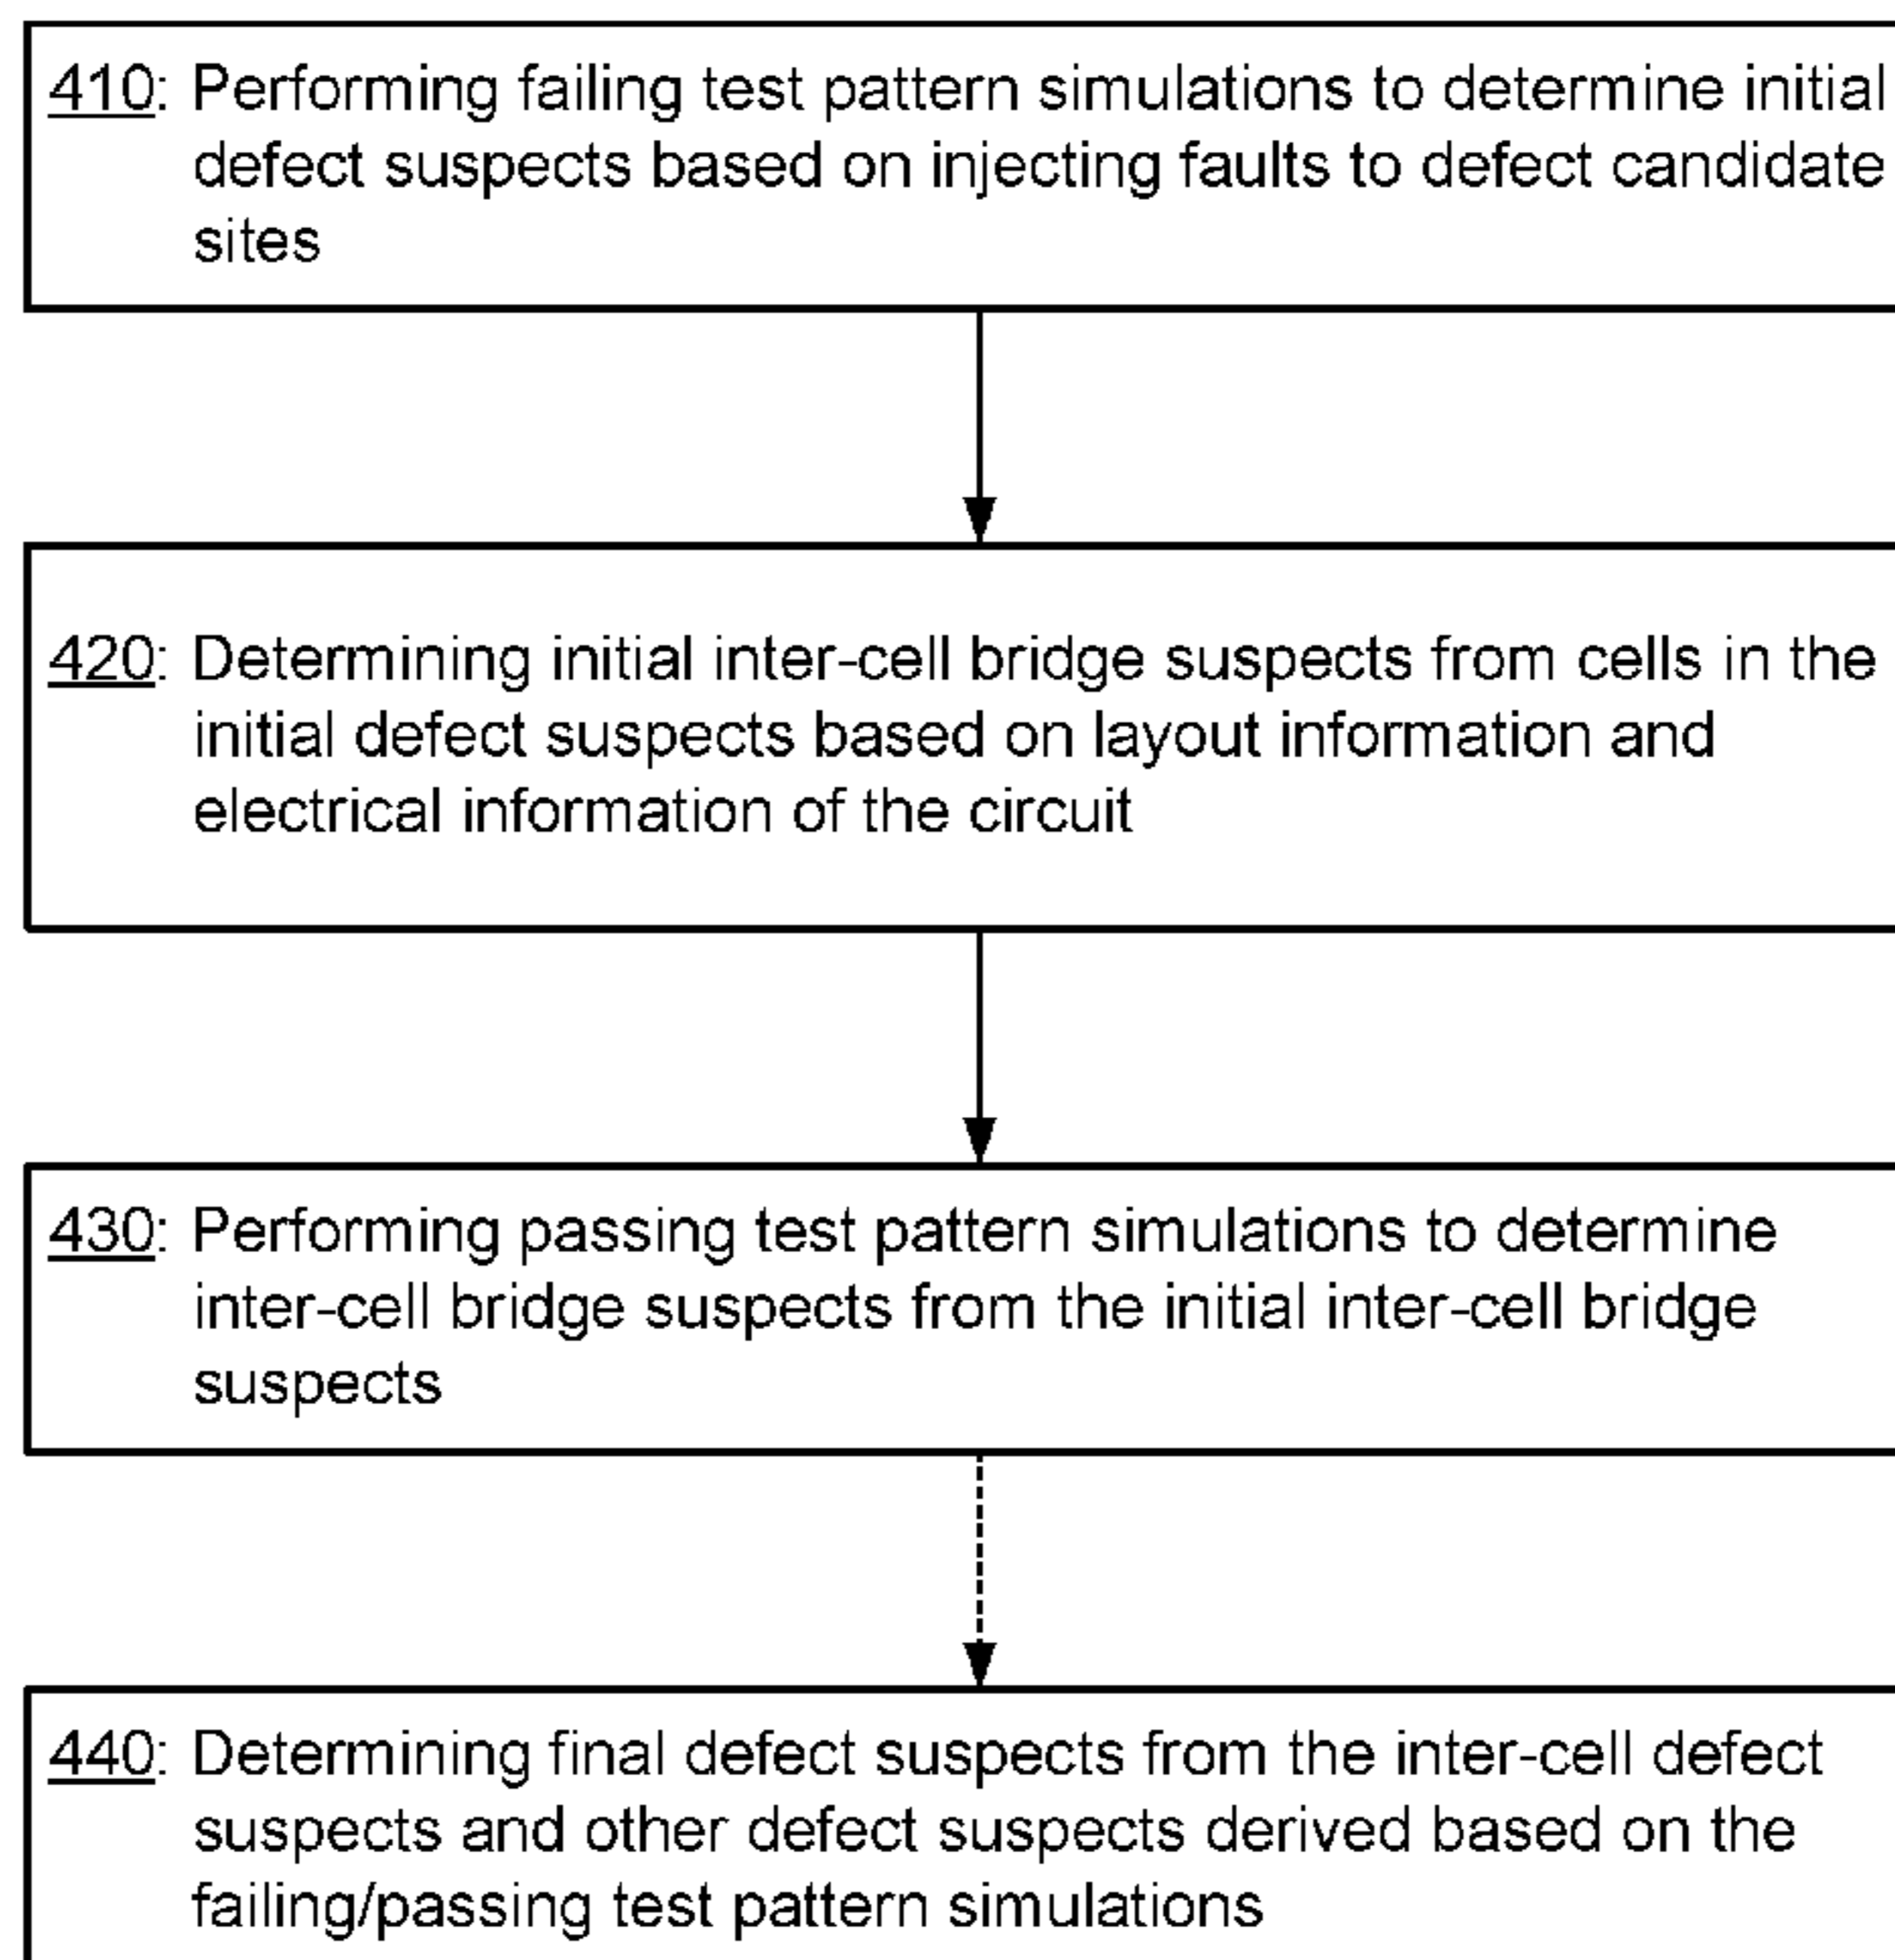 410: Performing failing test pattern simulations to determine initial
defect suspects based on injecting faults to defect candidate
sites
420: Determining initial inter-cell bridge suspects from cells in the
initial defect suspects based on layout information and
electrical information of the circuit
430: Performing passing test pattern simulations to determine
inter-cell bridge suspects from the initial inter-cell bridge
suspects
440: Determining final defect suspects from the inter-cell defect
suspects and other defect suspects derived based on the
failing/passing test pattern simulations